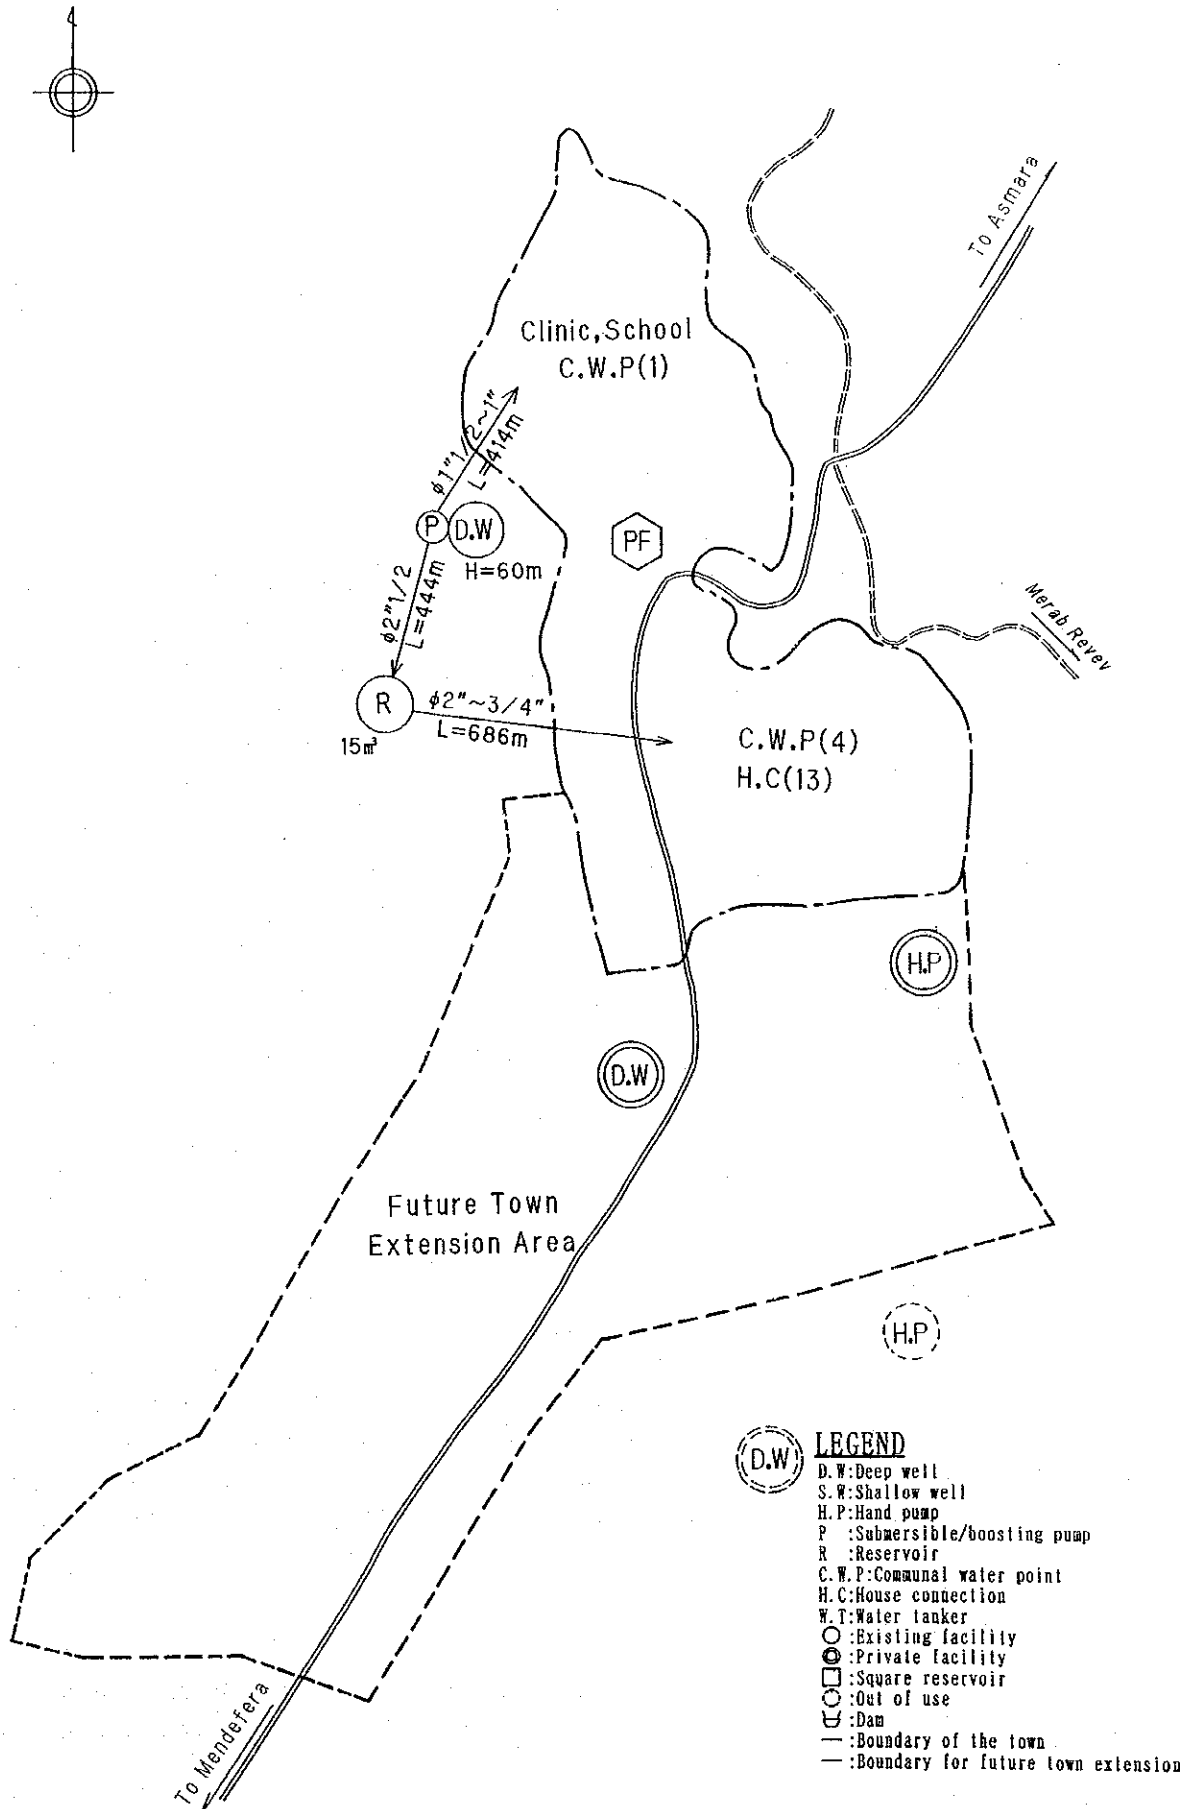 To Asmara
Clinic,School
C.W.P(1)
φ1"1/2~1"
L=414m
P
D.W
H=60m
PF
φ2"1/2
L=444m
Merab Revev
R
15㎥
φ2"~3/4"
L=686m
C.W.P(4)
H.C(13)
H.P
D.W
Future Town
Extension Area
H.P
D.W
LEGEND
D.W:Deep well
S.W:Shallow well
H.P:Hand pump
P :Submersible/boosting pump
R :Reservoir
C.W.P:Communal water point
H.C:House connection
W.T:Water tanker
:Existing facility
:Private facility
:Square reservoir
:Out of use
:Dam
:Boundary of the town
:Boundary for future town extension
To Mendefera